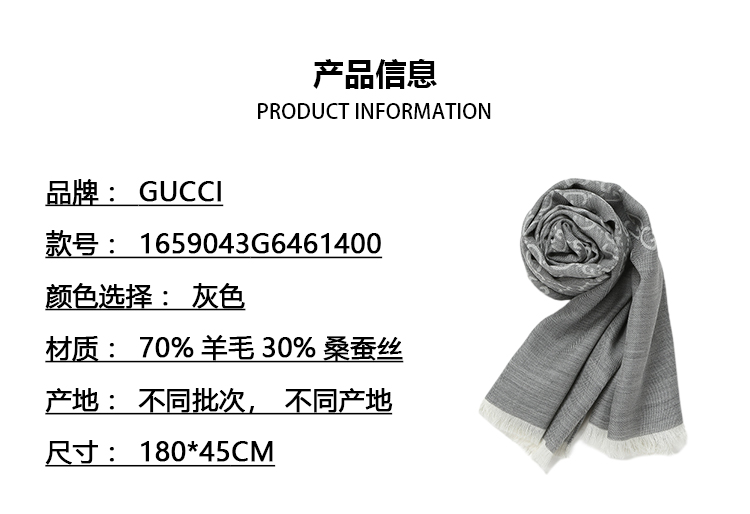 产品信息
PRODUCT INFORMATION
品牌： GUCCI
款号： 1659043G6461400
颜色选择： 灰色
材质： 70% 羊毛 30% 桑蚕丝
产地： 不同批次， 不同产地
尺寸： 180*45CM